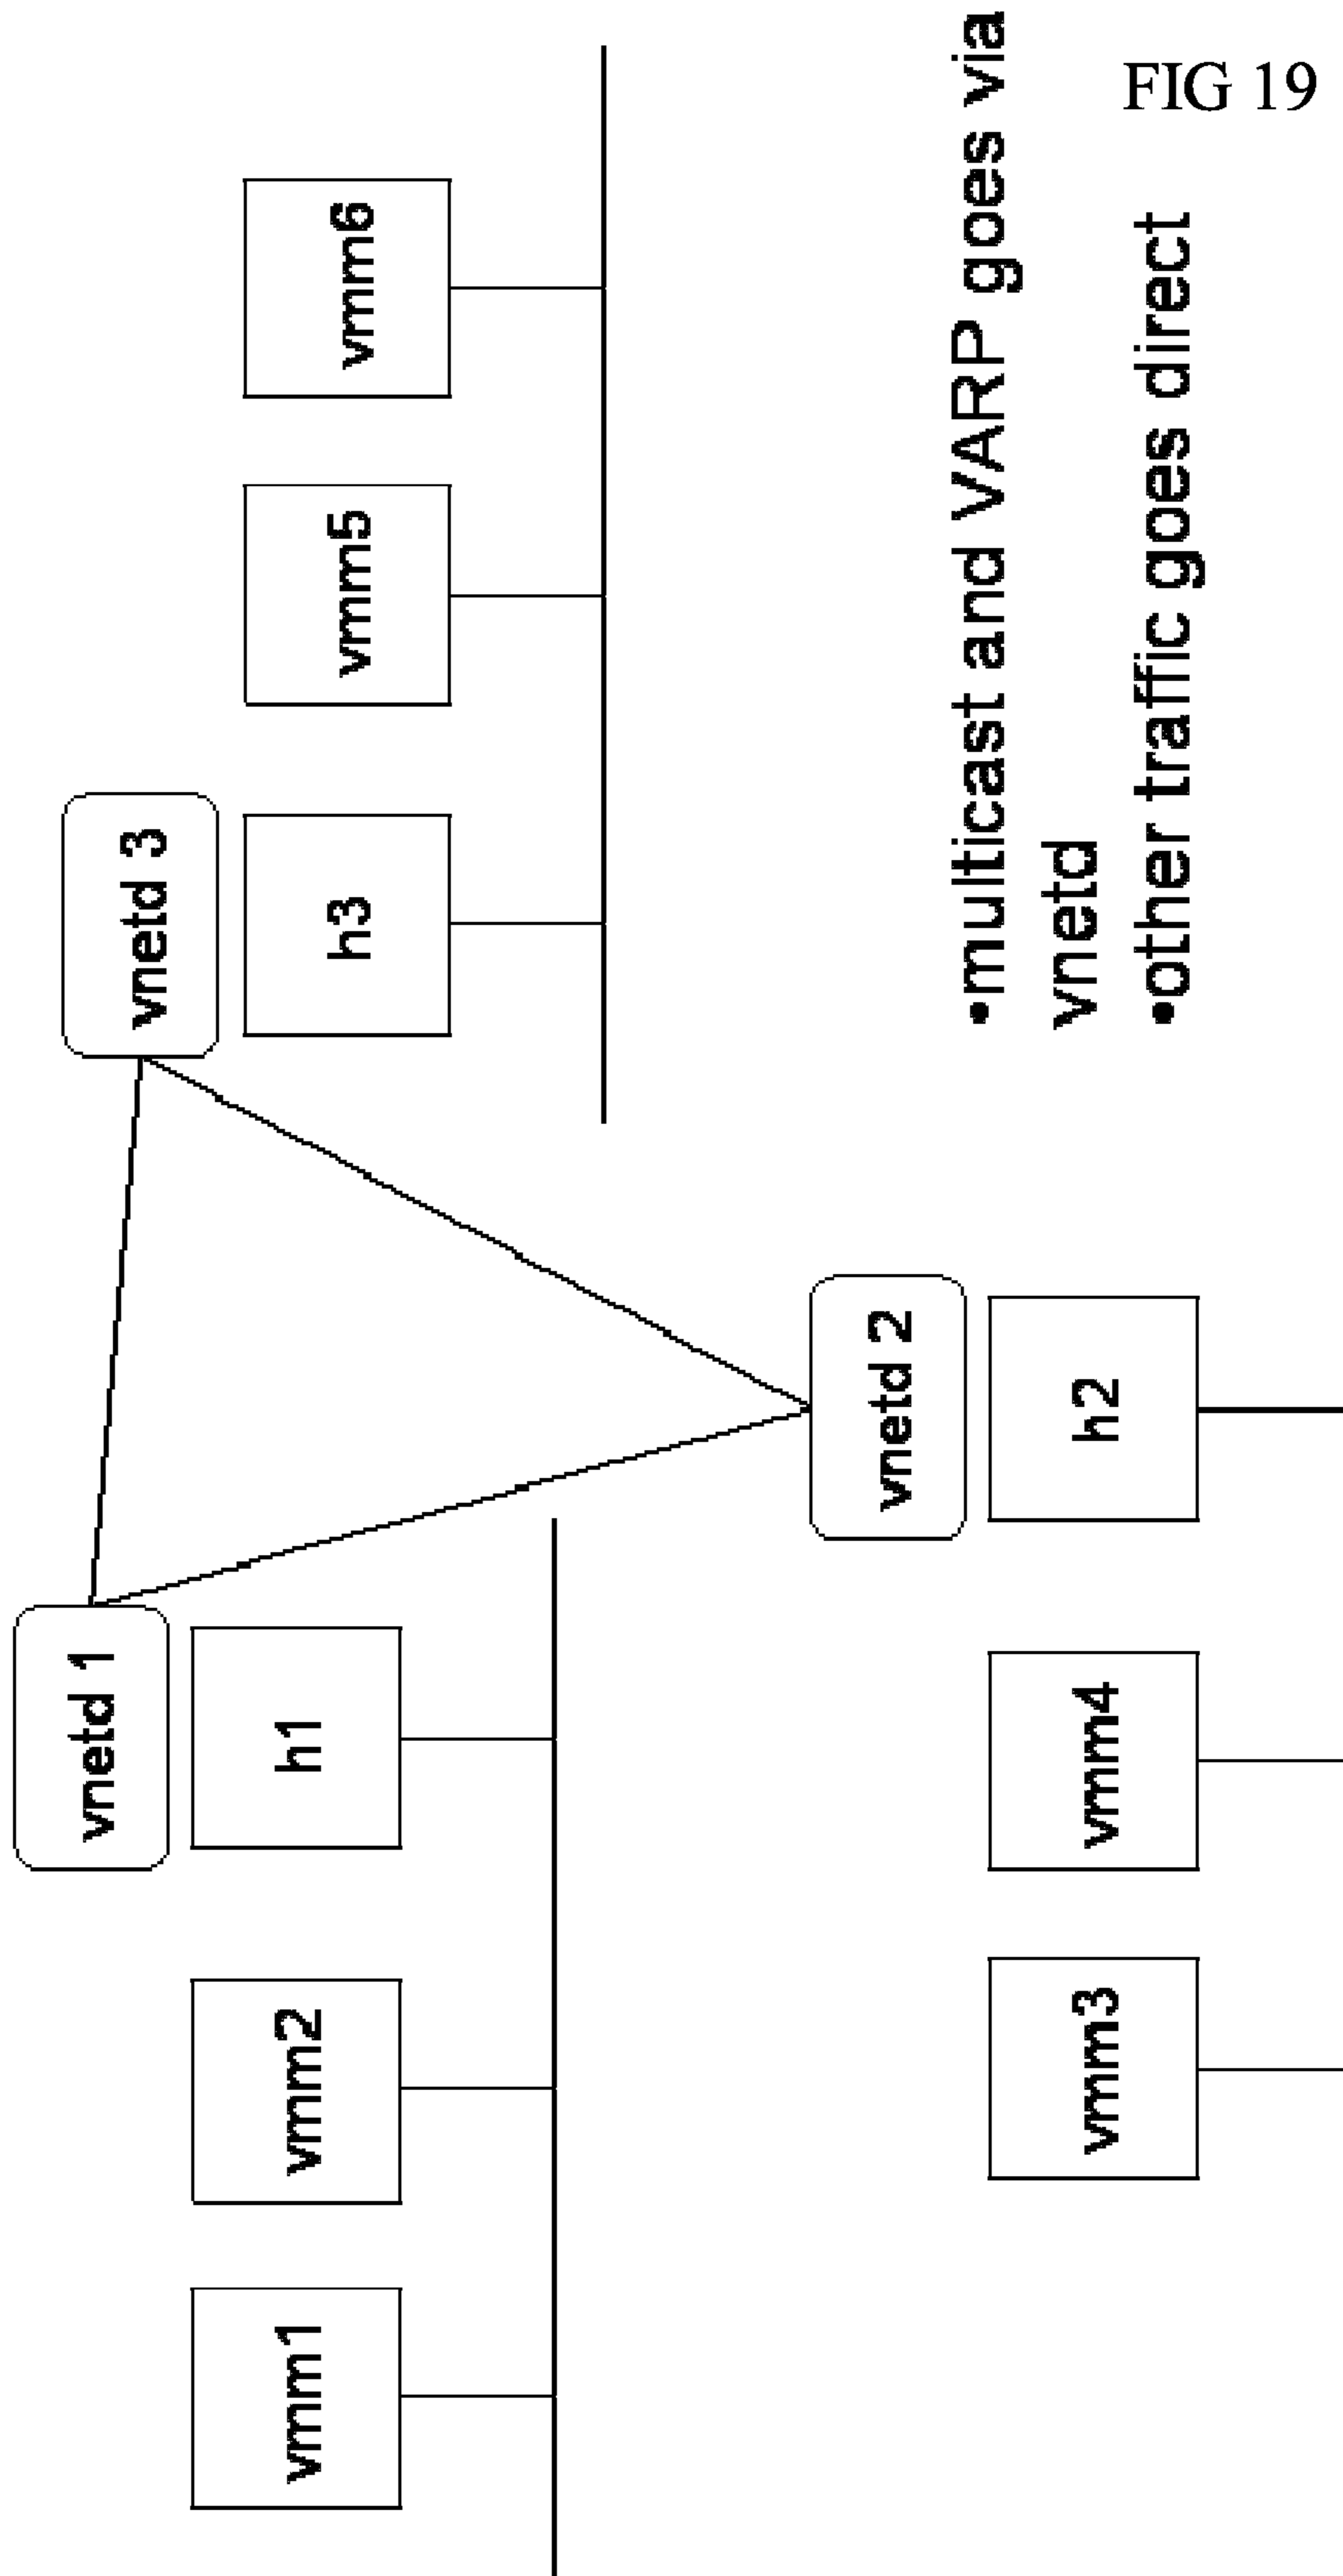 vnetd 1
vnetd 3
vmm1
vmm2
h1
h3
vmm5
vmm6
vnetd 2
vmm3
vmm4
h2
•multicast and VARP goes via
vnetd
•other traffic goes direct
FIG 19